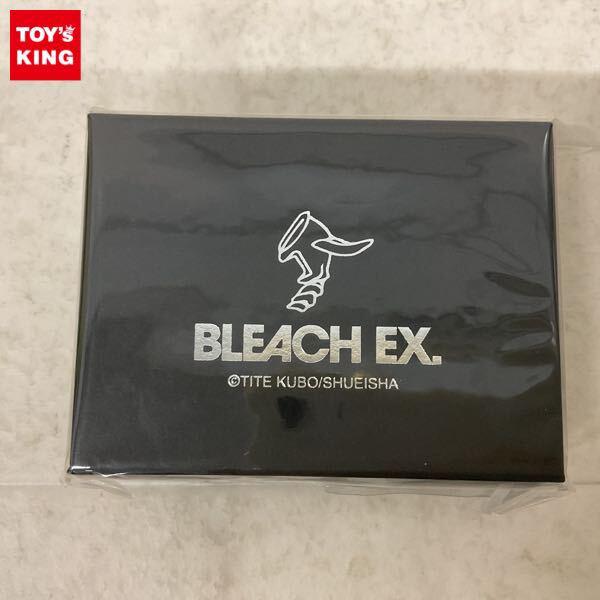 TOY's
KING
BLEACH EX.
©TITE KUBO/SHUEISHA